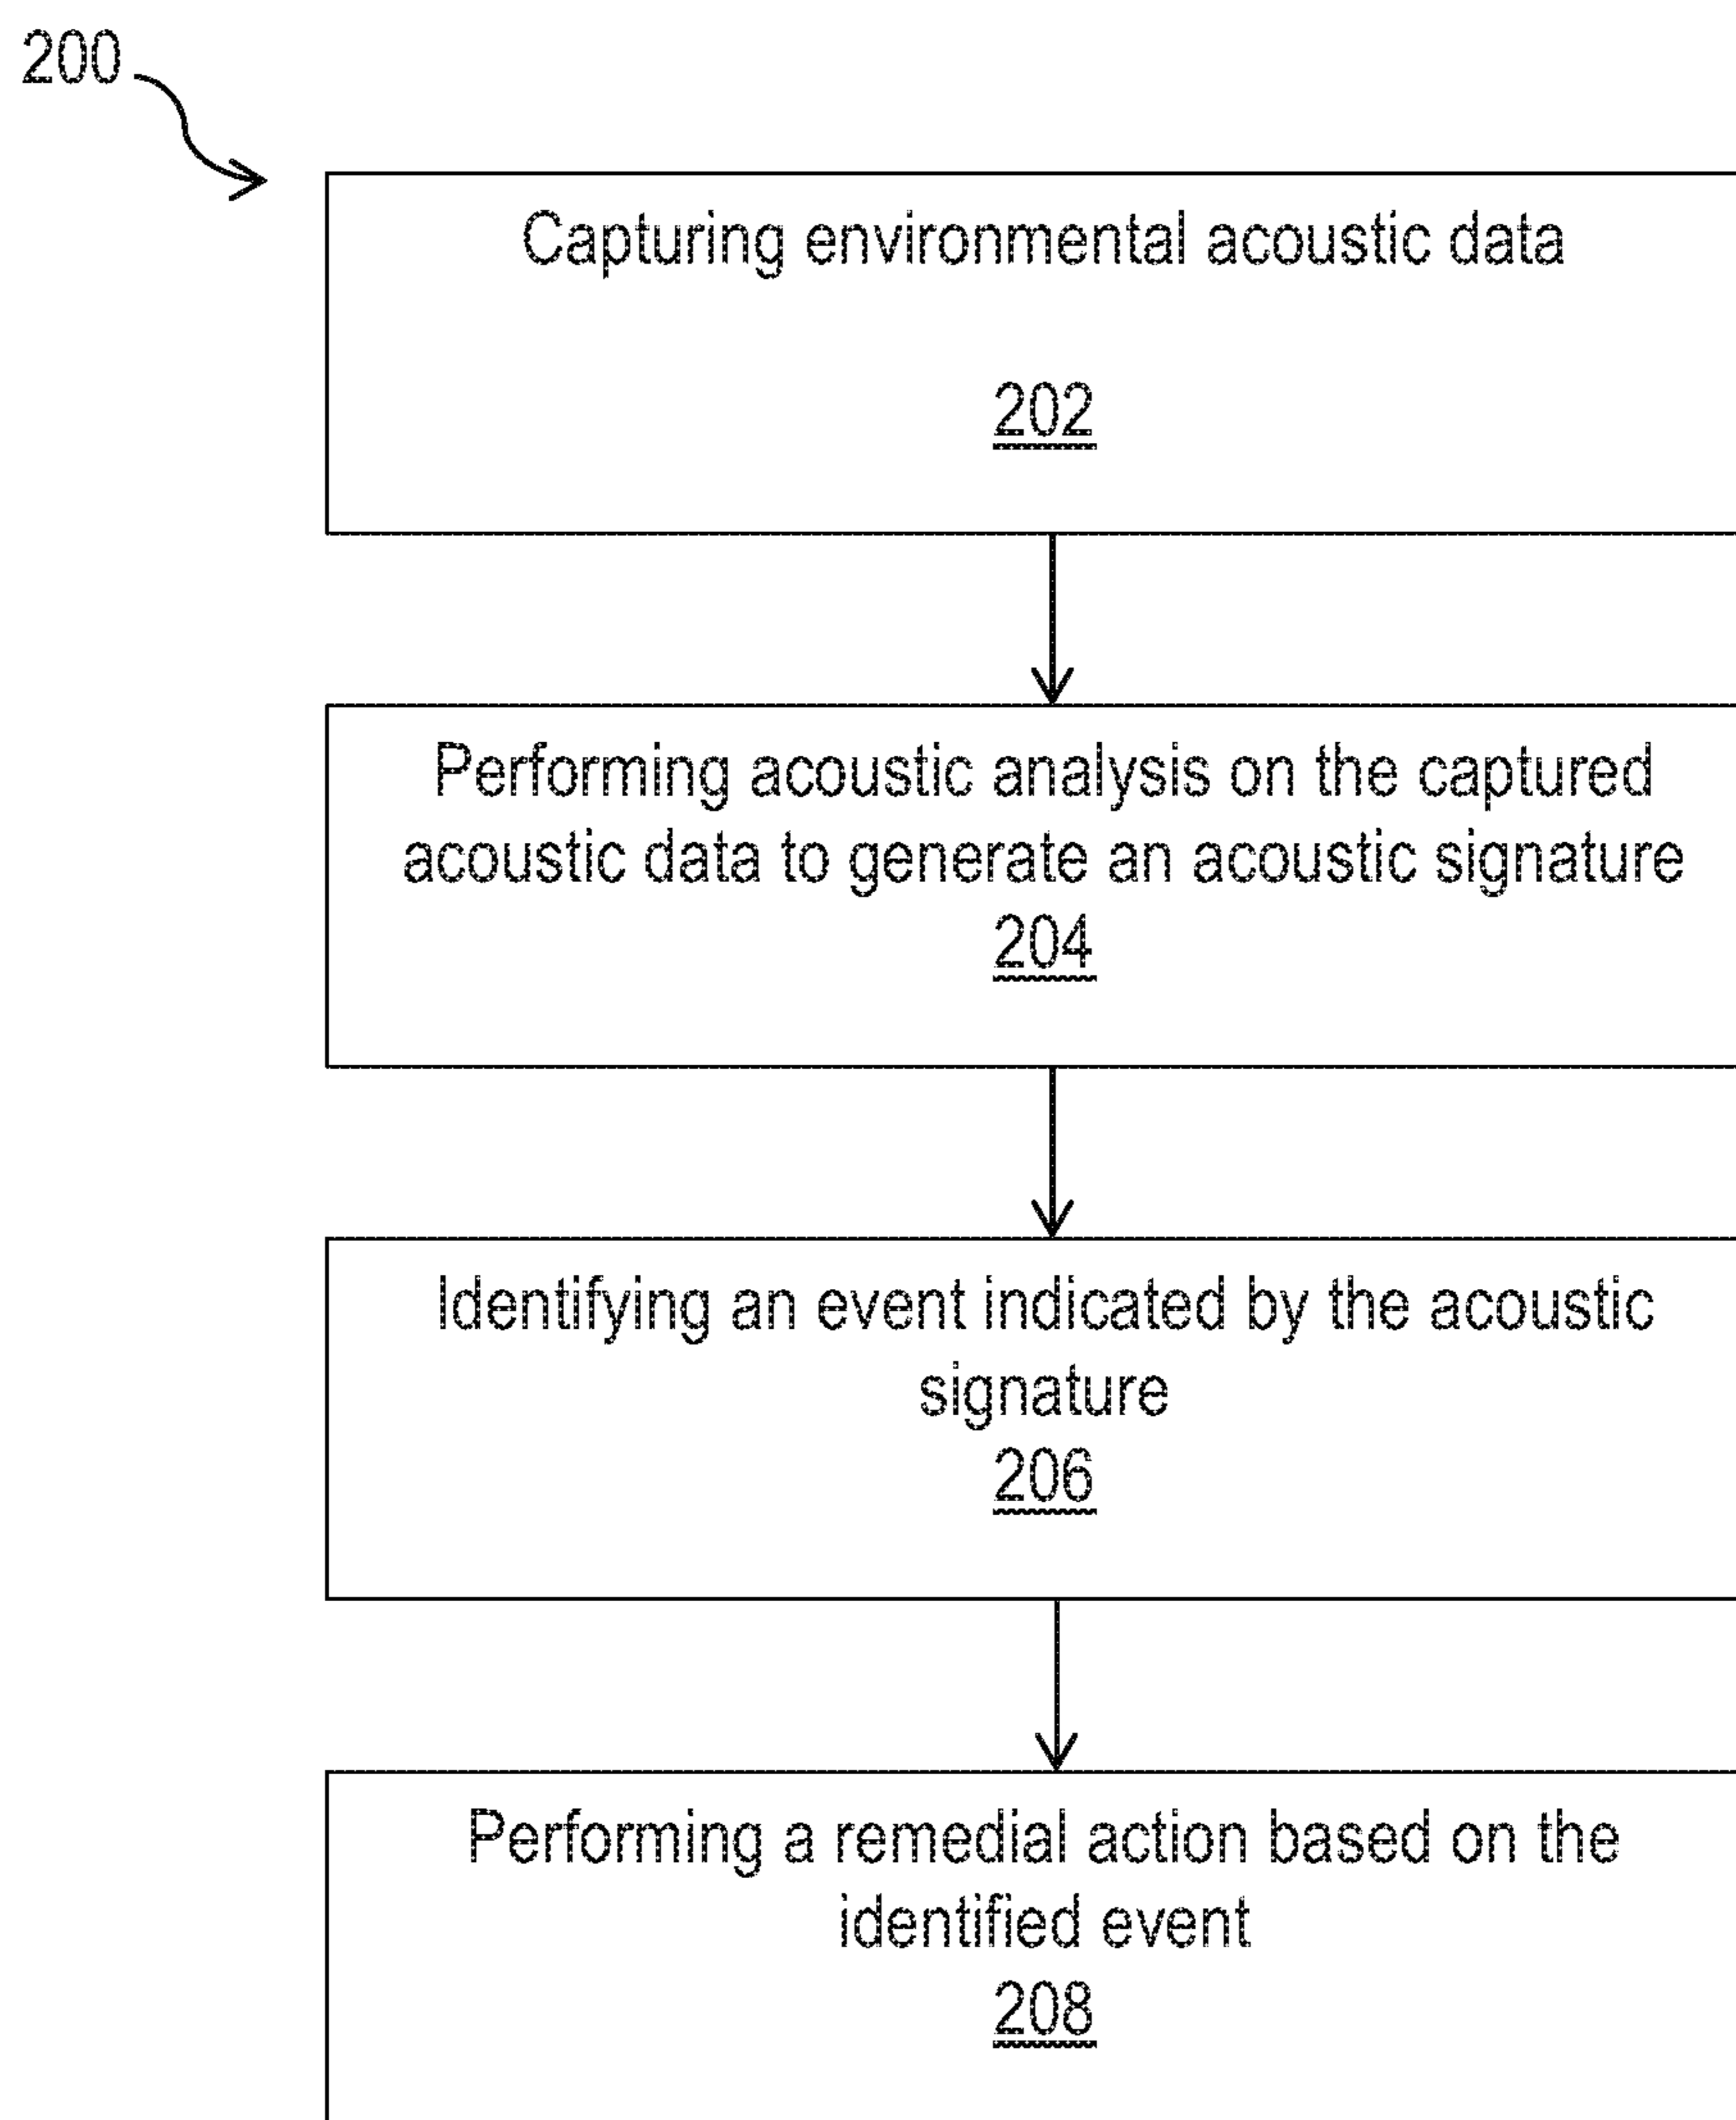 200
Capturing environmental acoustic data
202
Performing acoustic analysis on the captured
acoustic data to generate an acoustic signature
204
Identifying an event indicated by the acoustic
signature
206
Performing a remedial action based on the
identified event
208